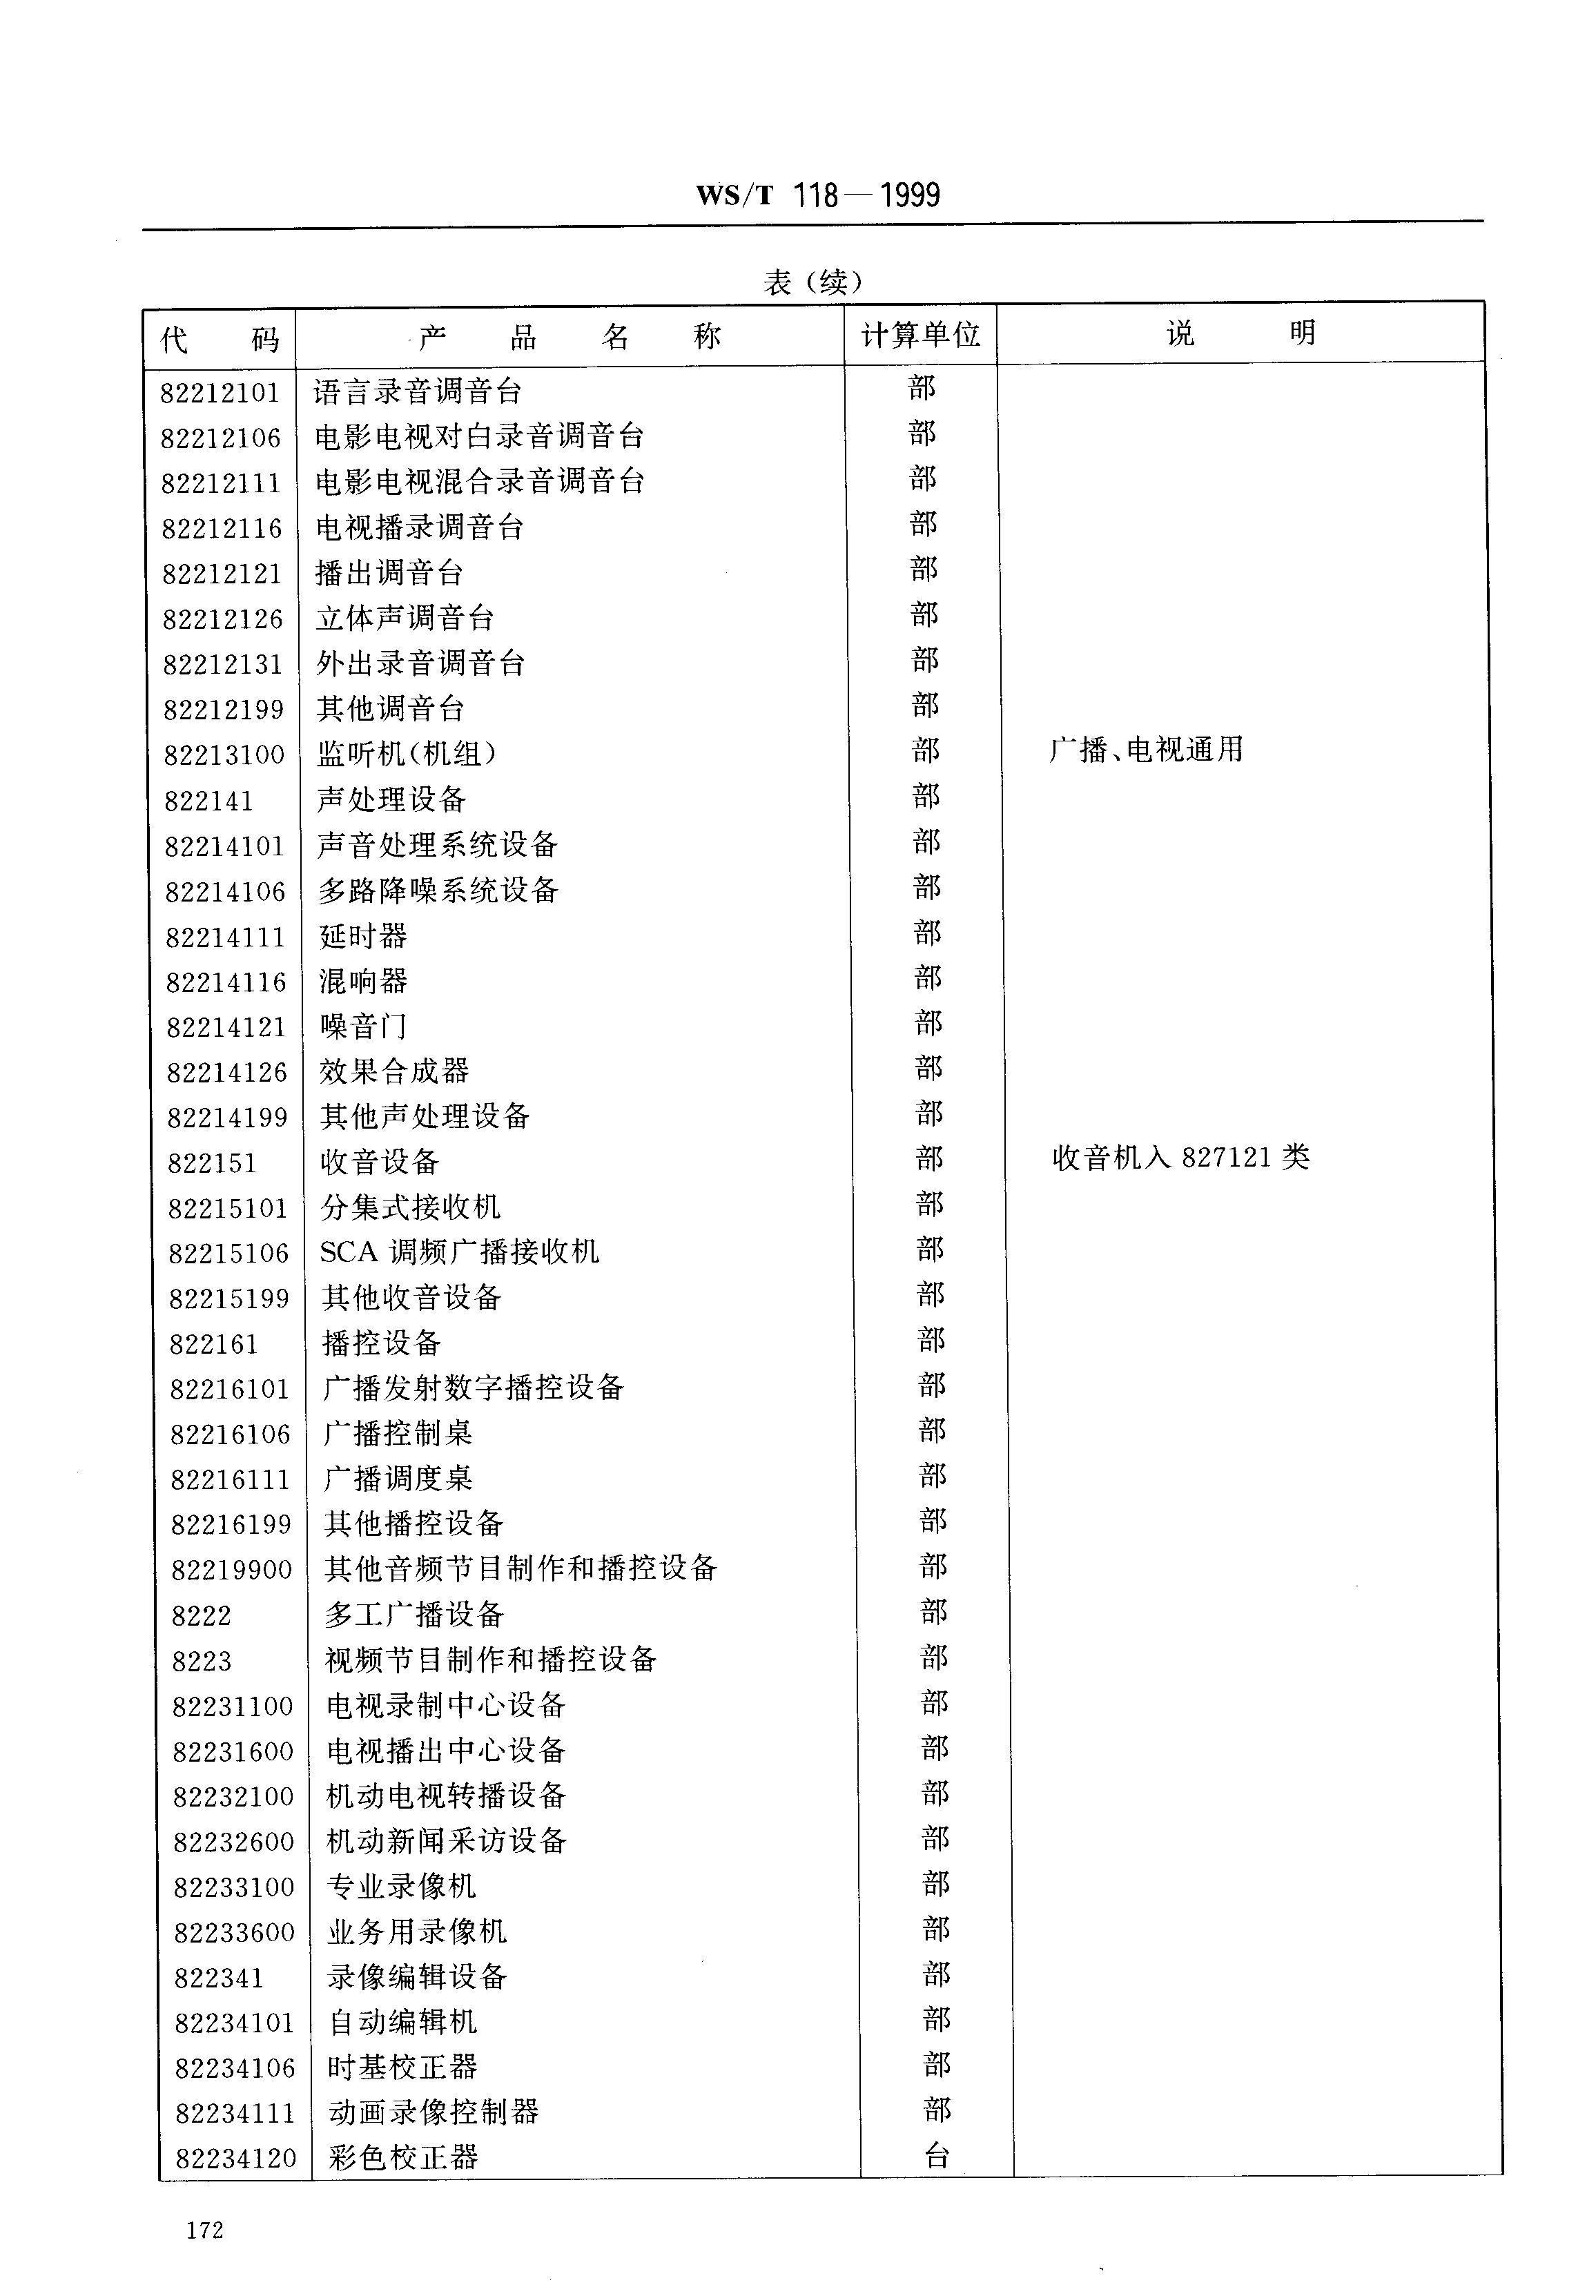 WS/T 118—1999
表（续）
代 码 产 品 名 称 计算单位 说 明
82212101 语言录音调音台 部
82212106 电影电视对白录音调音台 部
82212111 电影电视混合录音调音台 部
82212116 电视播录调音台 部
82212121 播出调音台 部
82212126 立体声调音台 部
82212131 外出录音调音台 部
82212199 其他调音台 部
82213100 监听机(机组) 部 广播、电视通用
822141 声处理设备 部
82214101 声音处理系统设备 部
82214106 多路降噪系统设备 部
82214111 延时器 部
82214116 混响器 部
82214121 噪音门 部
82214126 效果合成器 部
82214199 其他声处理设备 部
822151 收音设备 部 收音机入 827121 类
82215101 分集式接收机 部
82215106 SCA 调频广播接收机 部
82215199 其他收音设备 部
822161 播控设备 部
82216101 广播发射数字播控设备 部
82216106 广播控制桌 部
82216111 广播调度桌 部
82216199 其他播控设备 部
82219900 其他音频节目制作和播控设备 部
8222 多工广播设备 部
8223 视频节目制作和播控设备 部
82231100 电视录制中心设备 部
82231600 电视播出中心设备 部
82232100 机动电视转播设备 部
82232600 机动新闻采访设备 部
82233100 专业录像机 部
82233600 业务用录像机 部
822341 录像编辑设备 部
82234101 自动编辑机 部
82234106 时基校正器 部
82234111 动画录像控制器 部
82234120 彩色校正器 台
172